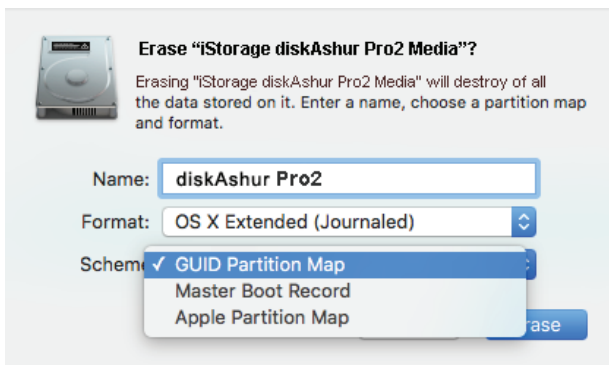 Erase “iStorage diskAshur Pro2 Media”?
Erasing "iStorage diskAshur Pro2 Media" will destroy of all
the data stored on it. Enter a name, choose a partition map
and format.
Name: diskAshur Pro2
Format: OS X Extended (Journaled)
Scheme ✓ GUID Partition Map
Master Boot Record
Apple Partition Map
rase